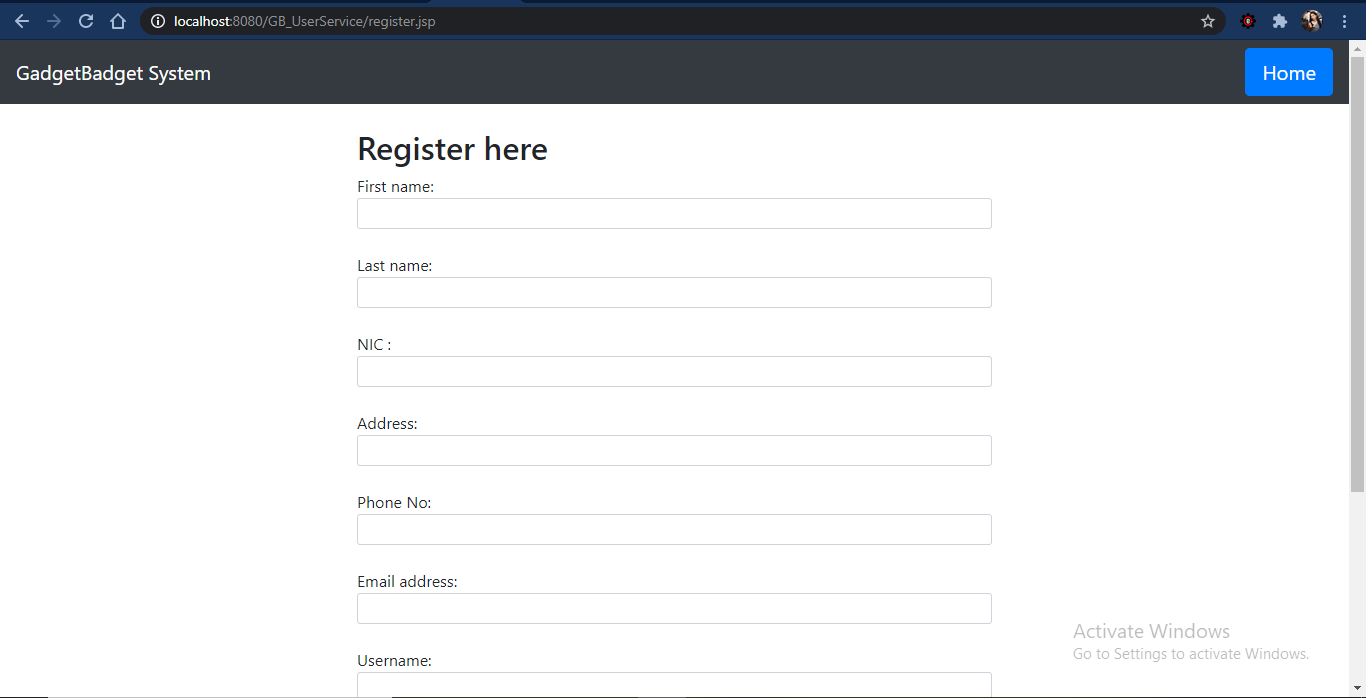 localhost:8080/GB_UserService/register.jsp
GadgetBadget System
Home
Register here
First name:
Last name:
NIC :
Address:
Phone No:
Email address:
Username:
Activate Windows
Go to Settings to activate Windows.